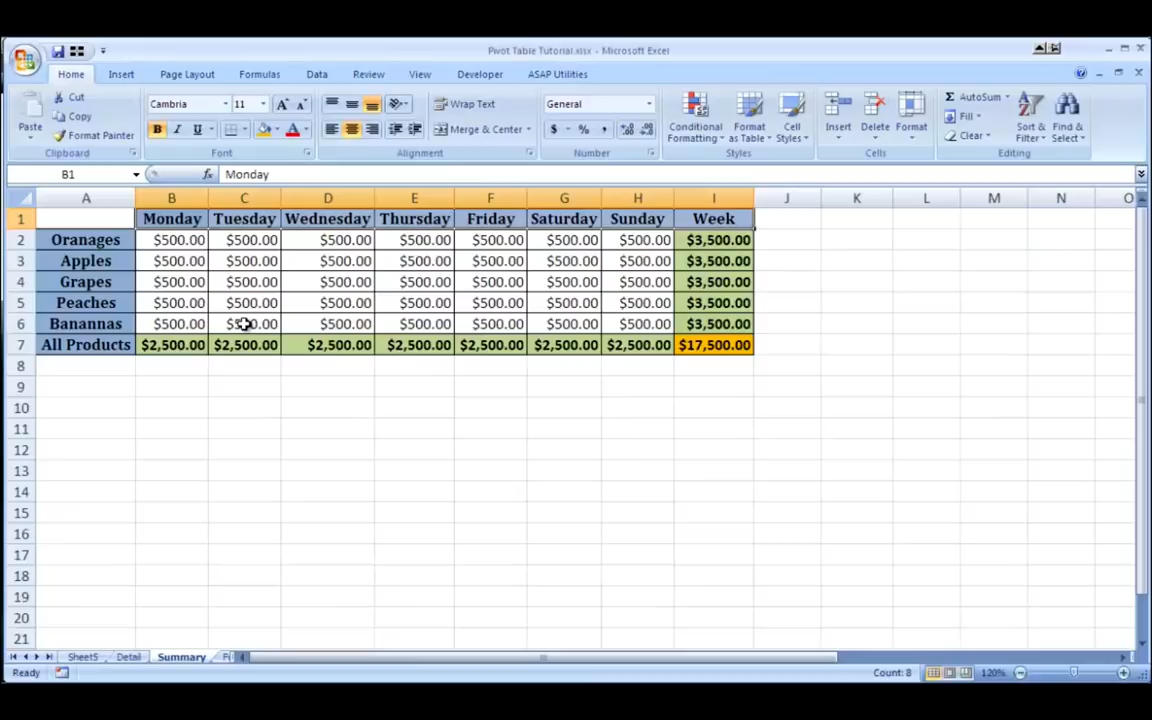 Pivot Table Tutorial.xlsx - Microsoft Excel
Home Insert Page Layout Formulas Data Review View Developer ASAP Utilities
Paste Cut Copy Format Painter Clipboard
Cambria 11 B I U A Font
Wrap Text Merge & Center Alignment
General $ % , Number
Conditional Formatting Format as Table Cell Styles Styles
Insert Delete Format Cells
AutoSum Fill Clear Sort & Filter Find & Select Editing
B1 fx Monday
A B C D E F G H I J K L M N O
1 Monday Tuesday Wednesday Thursday Friday Saturday Sunday Week
2 Oranages $500.00 $500.00 $500.00 $500.00 $500.00 $500.00 $500.00 $3,500.00
3 Apples $500.00 $500.00 $500.00 $500.00 $500.00 $500.00 $500.00 $3,500.00
4 Grapes $500.00 $500.00 $500.00 $500.00 $500.00 $500.00 $500.00 $3,500.00
5 Peaches $500.00 $500.00 $500.00 $500.00 $500.00 $500.00 $500.00 $3,500.00
6 Banannas $500.00 $500.00 $500.00 $500.00 $500.00 $500.00 $500.00 $3,500.00
7 All Products $2,500.00 $2,500.00 $2,500.00 $2,500.00 $2,500.00 $2,500.00 $2,500.00 $17,500.00
8
9
10
11
12
13
14
15
16
17
18
19
20
21
Sheet5 Detail Summary
Ready Count: 8 120%